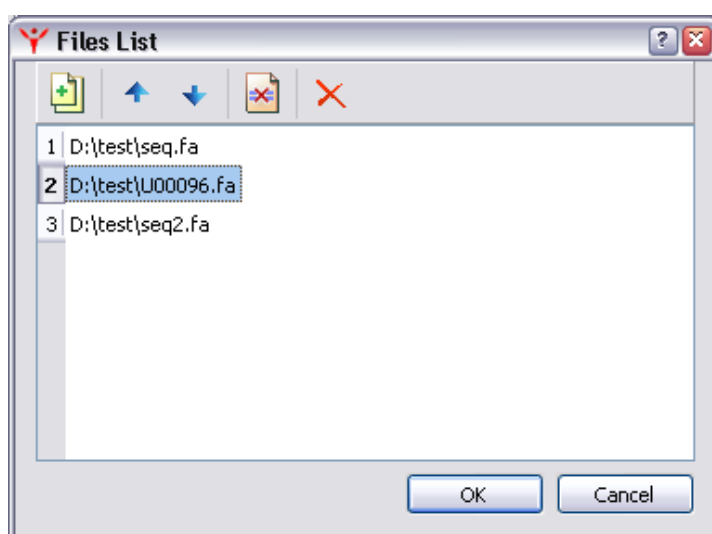 Files List
?
1 D:\test\seq.fa
2 D:\test\U00096.fa
3 D:\test\seq2.fa
OK Cancel